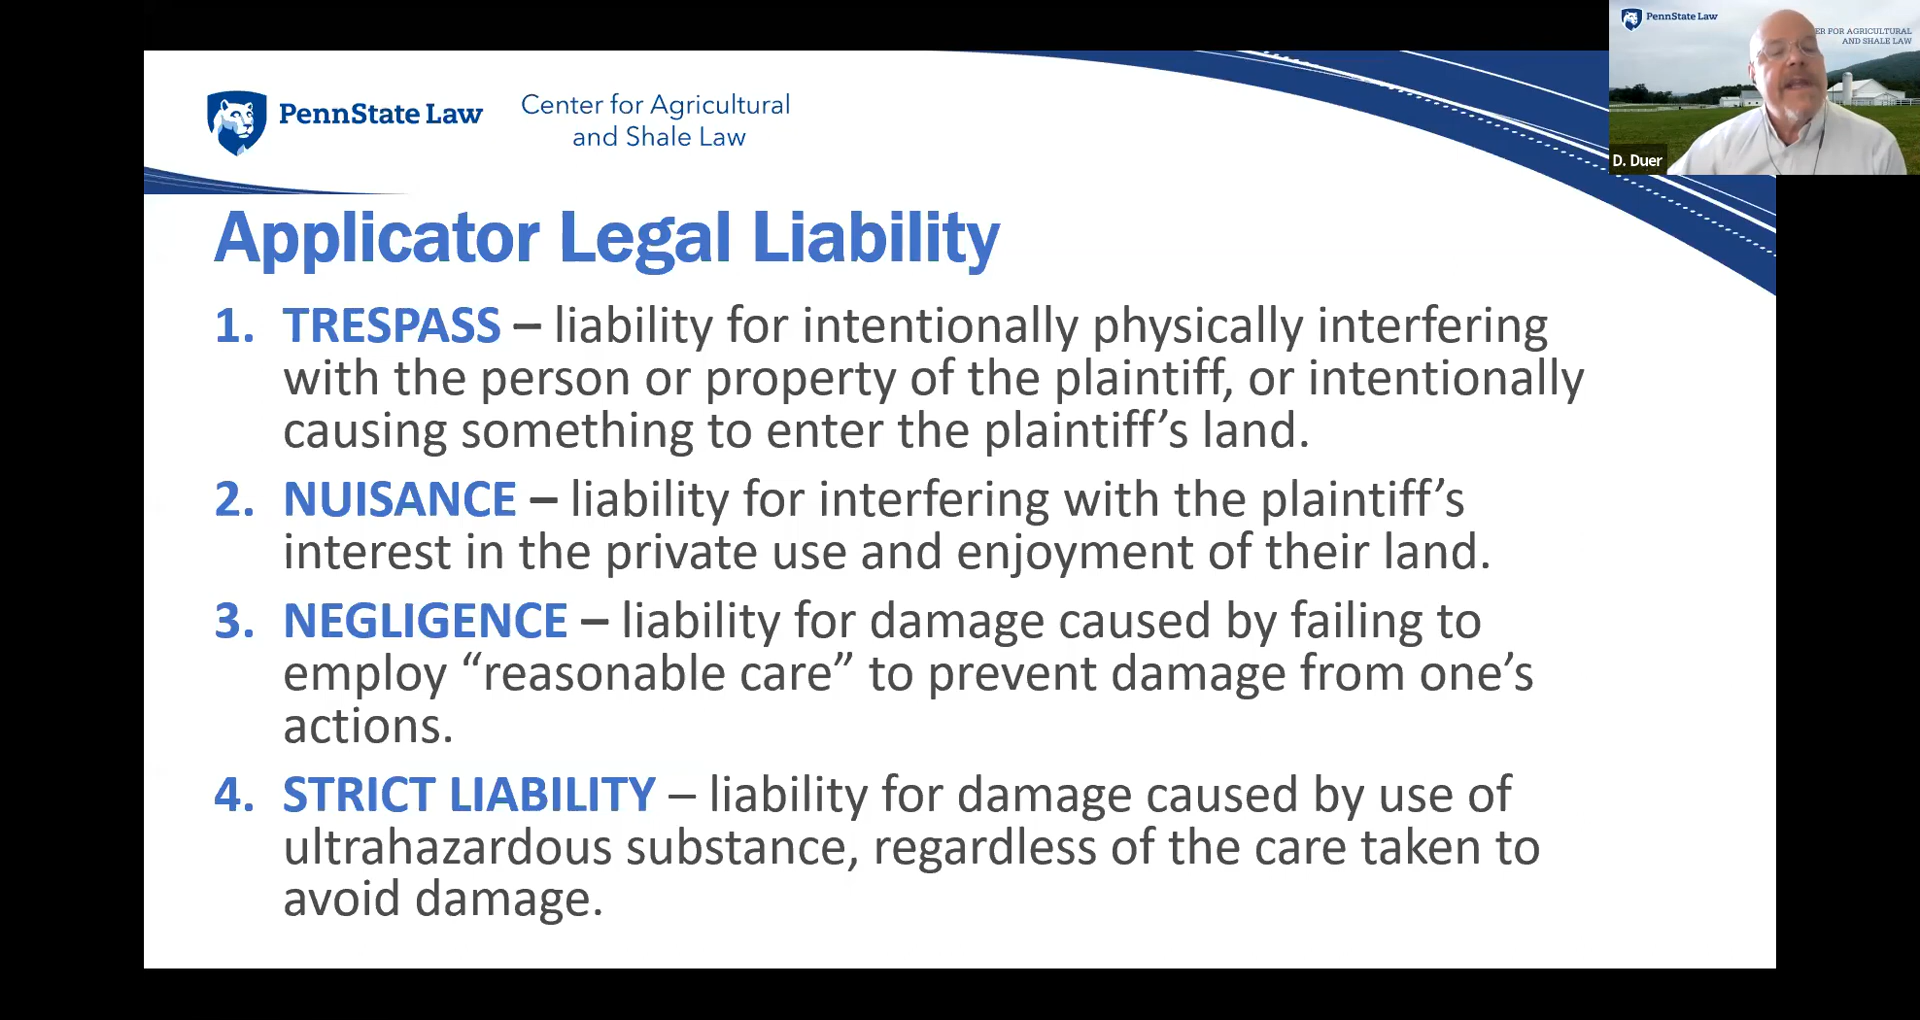 PennState Law
Center for Agricultural
and Shale Law
PennState Law
ER FOR AGRICULTURAL
AND SHALE LAW
D. Duer
Applicator Legal Liability
1. TRESPASS – liability for intentionally physically interfering
with the person or property of the plaintiff, or intentionally
causing something to enter the plaintiff’s land.
2. NUISANCE – liability for interfering with the plaintiff’s
interest in the private use and enjoyment of their land.
3. NEGLIGENCE – liability for damage caused by failing to
employ “reasonable care” to prevent damage from one’s
actions.
4. STRICT LIABILITY – liability for damage caused by use of
ultrahazardous substance, regardless of the care taken to
avoid damage.